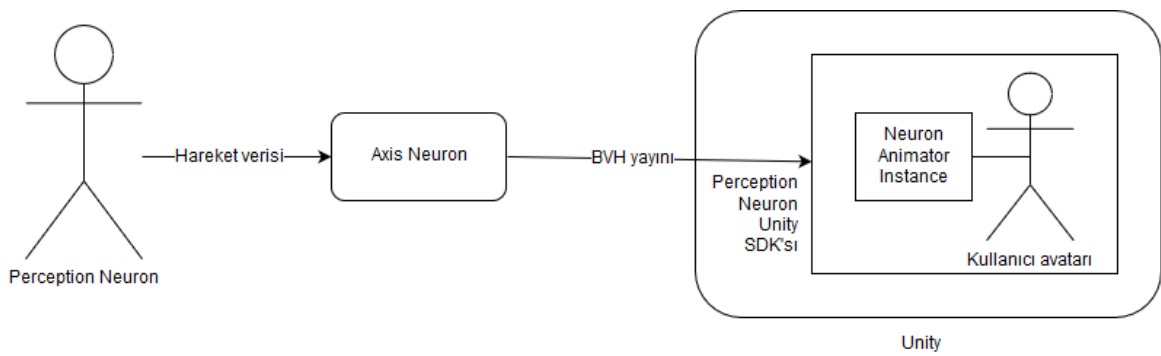 Perception Neuron
Hareket verisi
Axis Neuron
BVH yayını
Perception
Neuron
Unity
SDK'sı
Neuron
Animator
Instance
Kullanıcı avatarı
Unity